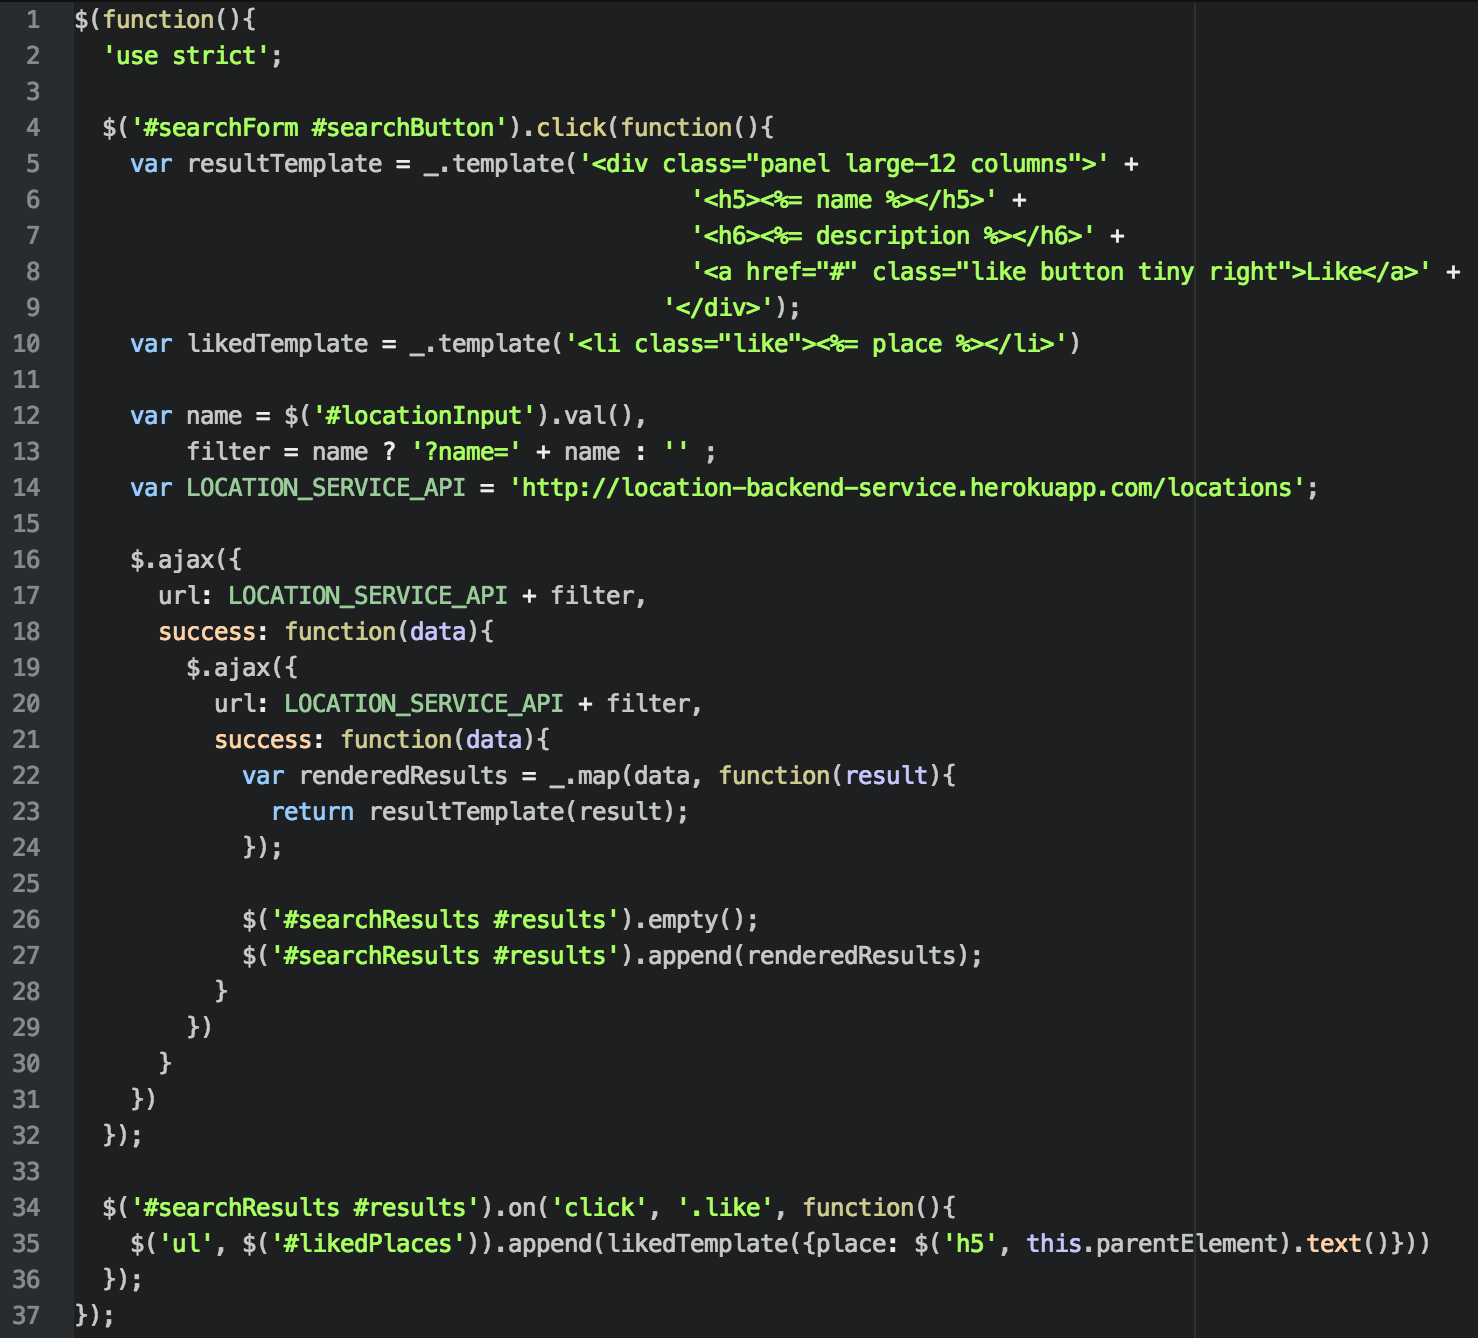 1 $(function(){
2   'use strict';
3
4   $('#searchForm #searchButton').click(function(){
5     var resultTemplate = _.template('<div class="panel large-12 columns">' +
6                                             '<h5><%= name %></h5>' +
7                                             '<h6><%= description %></h6>' +
8                                             '<a href="#" class="like button tiny right">Like</a>' +
9                                           '</div>');
10     var likedTemplate = _.template('<li class="like"><%= place %></li>')
11
12     var name = $('#locationInput').val(),
13         filter = name ? '?name=' + name : '' ;
14     var LOCATION_SERVICE_API = 'http://location-backend-service.herokuapp.com/locations';
15
16     $.ajax({
17       url: LOCATION_SERVICE_API + filter,
18       success: function(data){
19         $.ajax({
20           url: LOCATION_SERVICE_API + filter,
21           success: function(data){
22             var renderedResults = _.map(data, function(result){
23               return resultTemplate(result);
24             });
25
26             $('#searchResults #results').empty();
27             $('#searchResults #results').append(renderedResults);
28           }
29         })
30       }
31     })
32   });
33
34   $('#searchResults #results').on('click', '.like', function(){
35     $('ul', $('#likedPlaces')).append(likedTemplate({place: $('h5', this.parentElement).text()}))
36   });
37 });